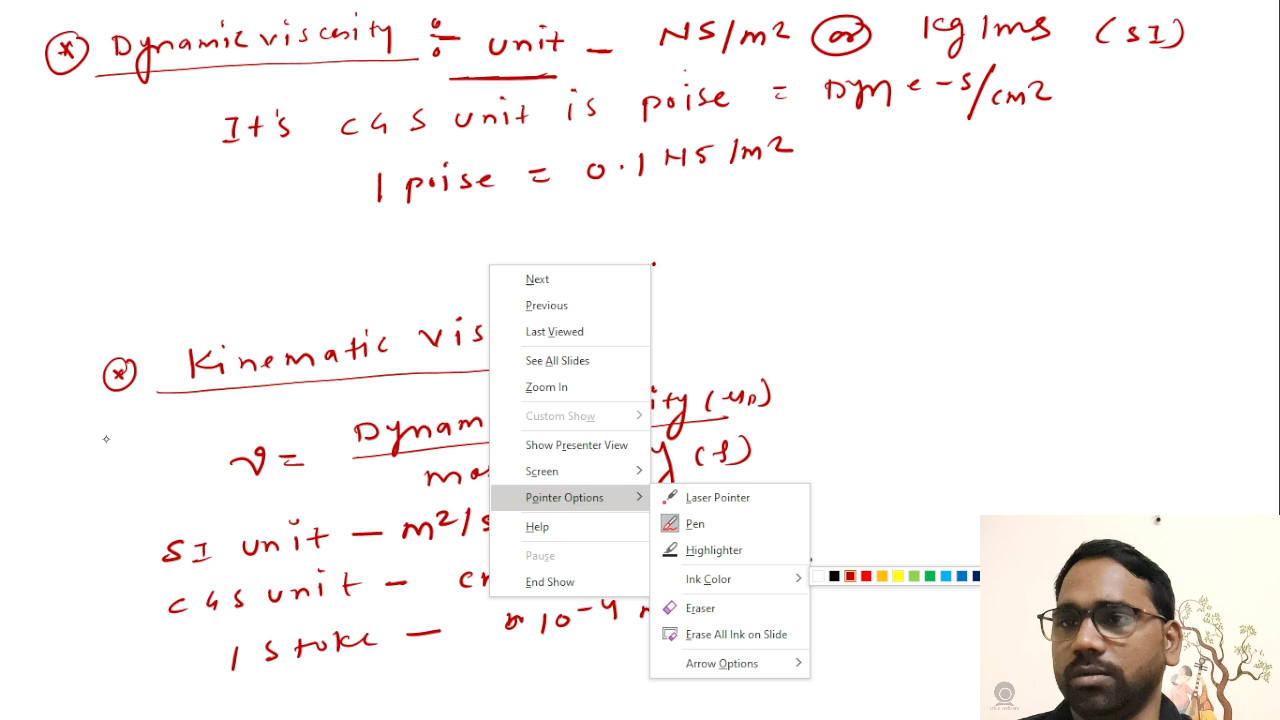 * Dynamic viscosity ÷ unit - NS/m2 or Kg/ms (SI)
It's CGS unit is poise = Dyne-S/cm2
1 poise = 0.1 NS/m2
* Kinematic vis
ν = Dynam ity (μD)
ma y (ρ)
SI unit - m2/s
CGS unit -
1 Stoke - 10-4
Next
Previous
Last Viewed
See All Slides
Zoom In
Custom Show
Show Presenter View
Screen
Pointer Options
Help
Pause
End Show
Laser Pointer
Pen
Highlighter
Ink Color
Eraser
Erase All Ink on Slide
Arrow Options